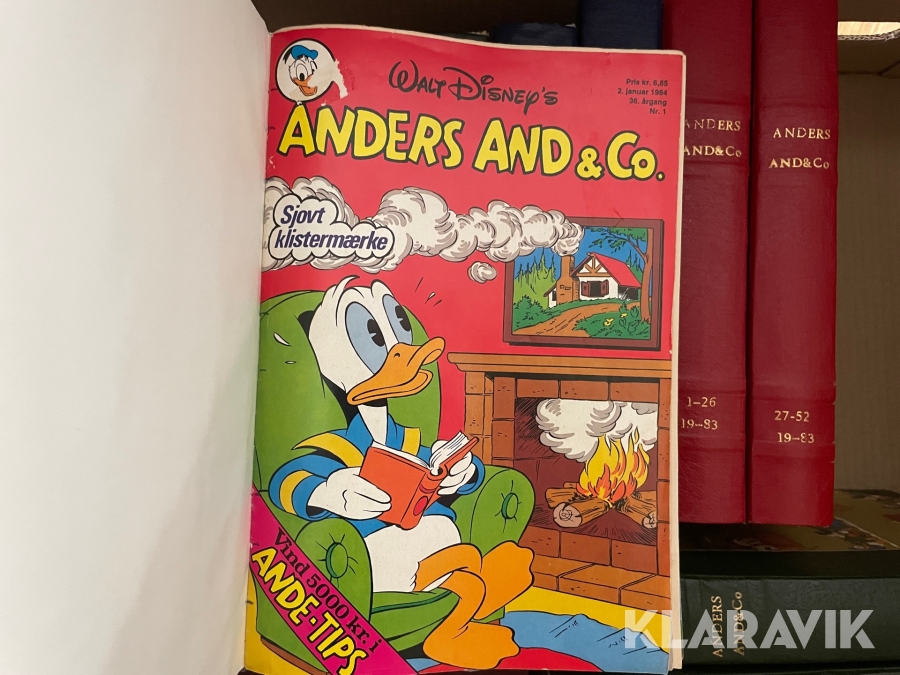 WALT DISNEY'S
Pris kr. 6,85
2. januar 1984
36. årgang
Nr. 1
ANDERS AND & Co.
Sjovt
klistermærke
Vind 5000 kr. i
ANDE-TIPS
ANDERS
AND&Co
1-26
19-83
ANDERS
AND&Co
27-52
19-83
ANDERS
AND&Co
KLARAVIK